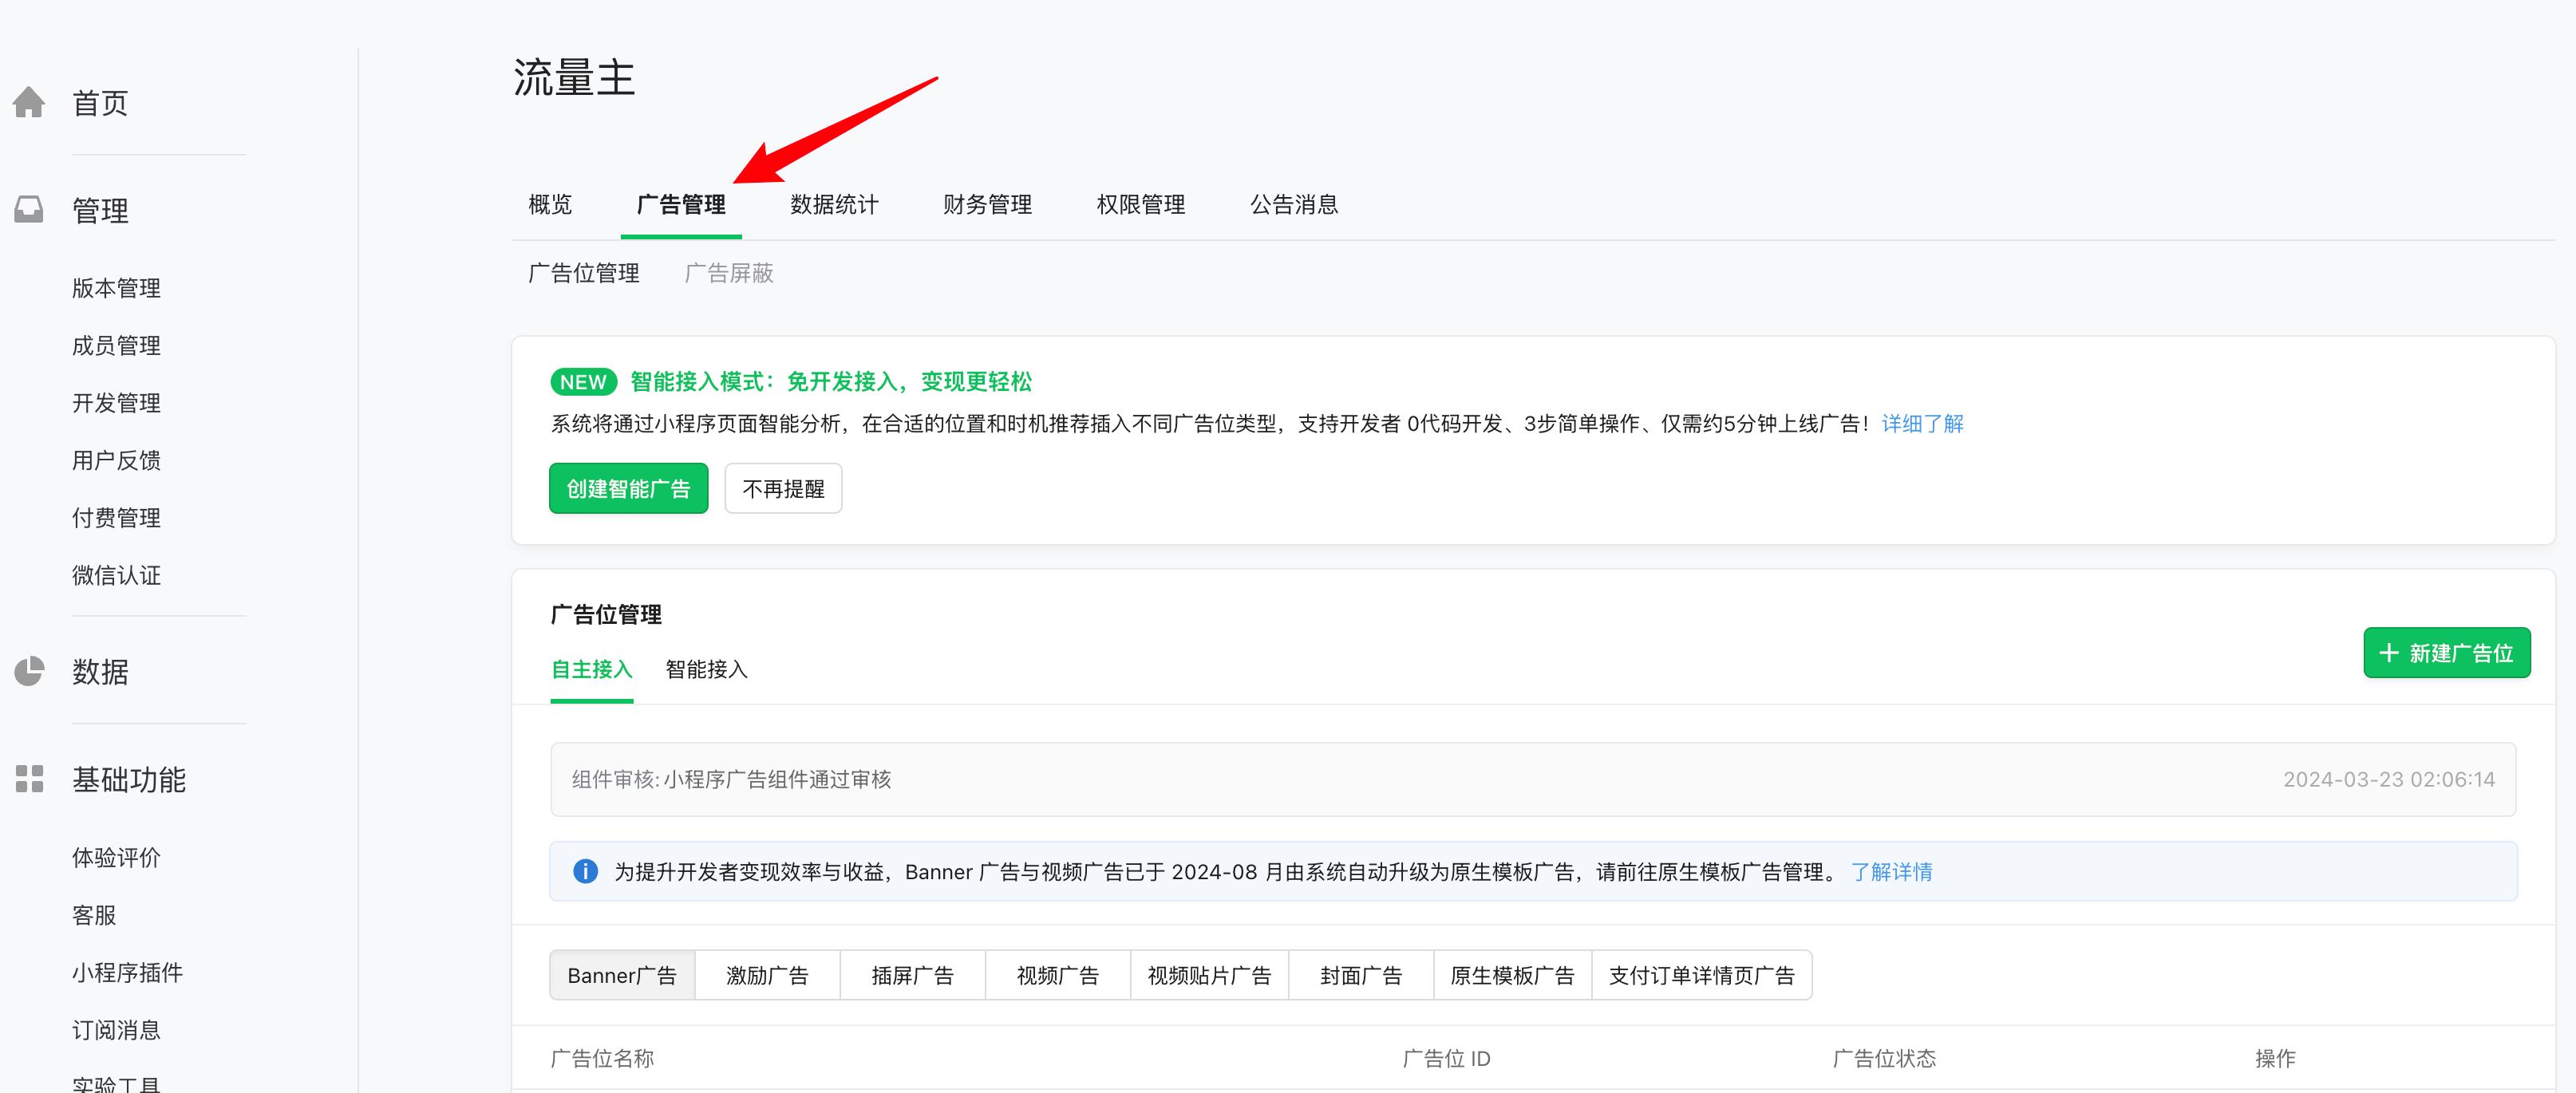 首页
管理
版本管理
成员管理
开发管理
用户反馈
付费管理
微信认证
数据
基础功能
体验评价
客服
小程序插件
订阅消息
实验工具
流量主
概览 广告管理 数据统计 财务管理 权限管理 公告消息
广告位管理 广告屏蔽
NEW 智能接入模式：免开发接入，变现更轻松
系统将通过小程序页面智能分析，在合适的位置和时机推荐插入不同广告位类型，支持开发者 0代码开发、3步简单操作、仅需约5分钟上线广告！详细了解
创建智能广告 不再提醒
广告位管理
自主接入 智能接入
新建广告位
组件审核: 小程序广告组件通过审核 2024-03-23 02:06:14
为提升开发者变现效率与收益，Banner 广告与视频广告已于 2024-08 月由系统自动升级为原生模板广告，请前往原生模板广告管理。 了解详情
Banner广告 激励广告 插屏广告 视频广告 视频贴片广告 封面广告 原生模板广告 支付订单详情页广告
广告位名称 广告位 ID 广告位状态 操作